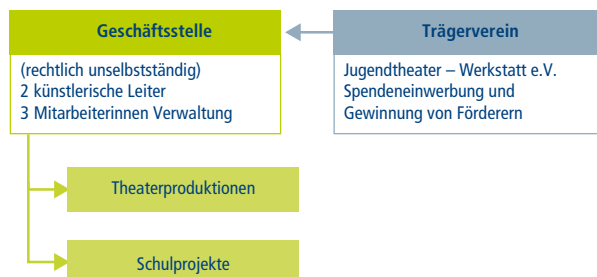 Geschäftsstelle
(rechtlich unselbstständig)
2 künstlerische Leiter
3 Mitarbeiterinnen Verwaltung
Trägerverein
Jugendtheater – Werkstatt e.V.
Spendeneinwerbung und
Gewinnung von Förderern
Theaterproduktionen
Schulprojekte